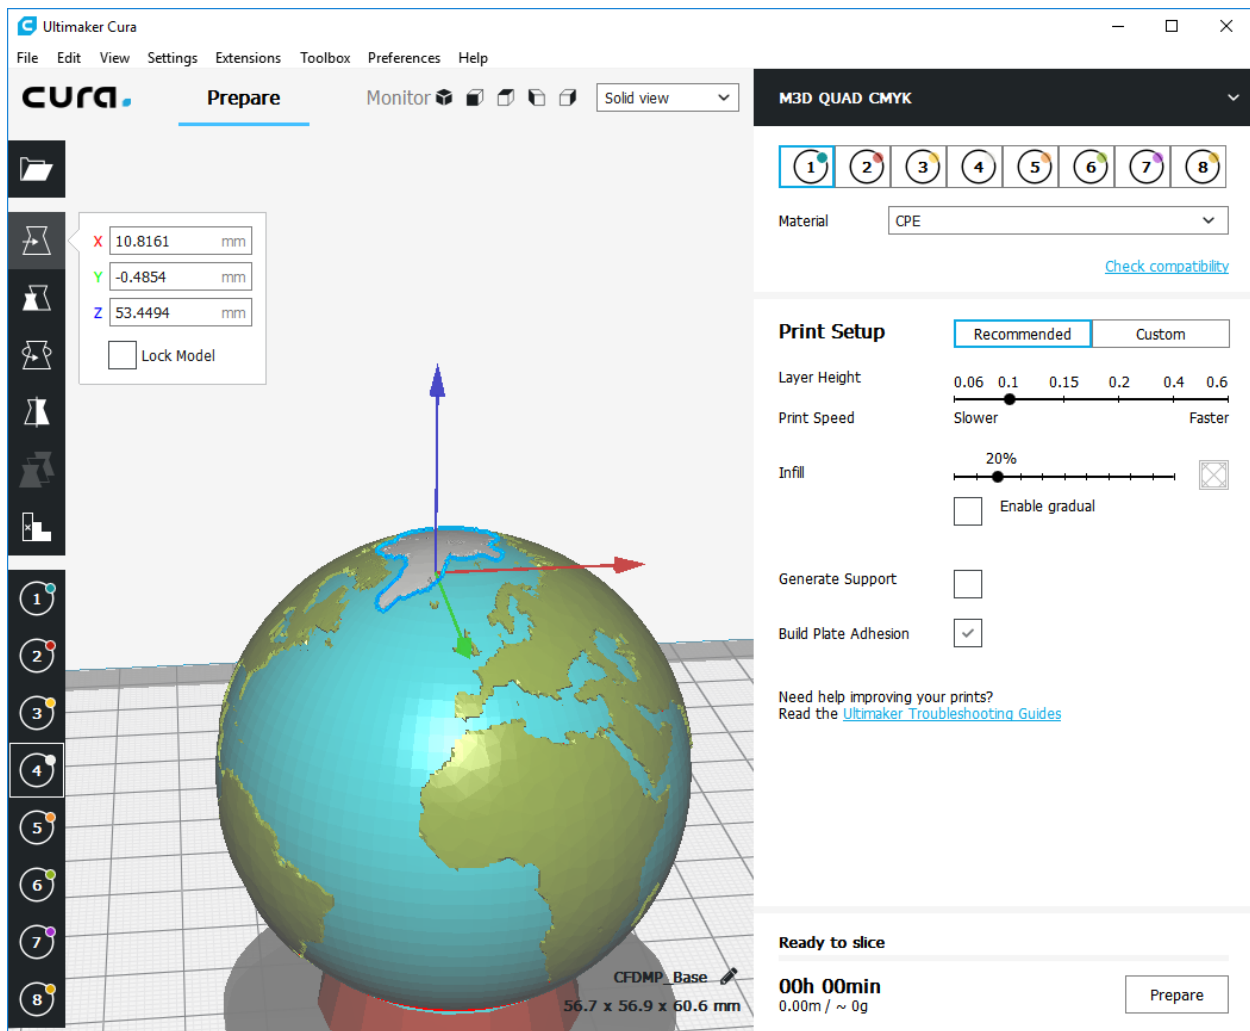 Ultimaker Cura
File Edit View Settings Extensions Toolbox Preferences Help
cura.
Prepare
Monitor
Solid view
X 10.8161 mm
Y -0.4854 mm
Z 53.4494 mm
Lock Model
1
2
3
4
5
6
7
8
CFDMP_Base
56.7 x 56.9 x 60.6 mm
M3D QUAD CMYK
1 2 3 4 5 6 7 8
Material CPE
Check compatibility
Print Setup Recommended Custom
Layer Height 0.06 0.1 0.15 0.2 0.4 0.6
Print Speed Slower Faster
Infill 20%
Enable gradual
Generate Support
Build Plate Adhesion
Need help improving your prints?
Read the Ultimaker Troubleshooting Guides
Ready to slice
00h 00min
0.00m / ~ 0g
Prepare